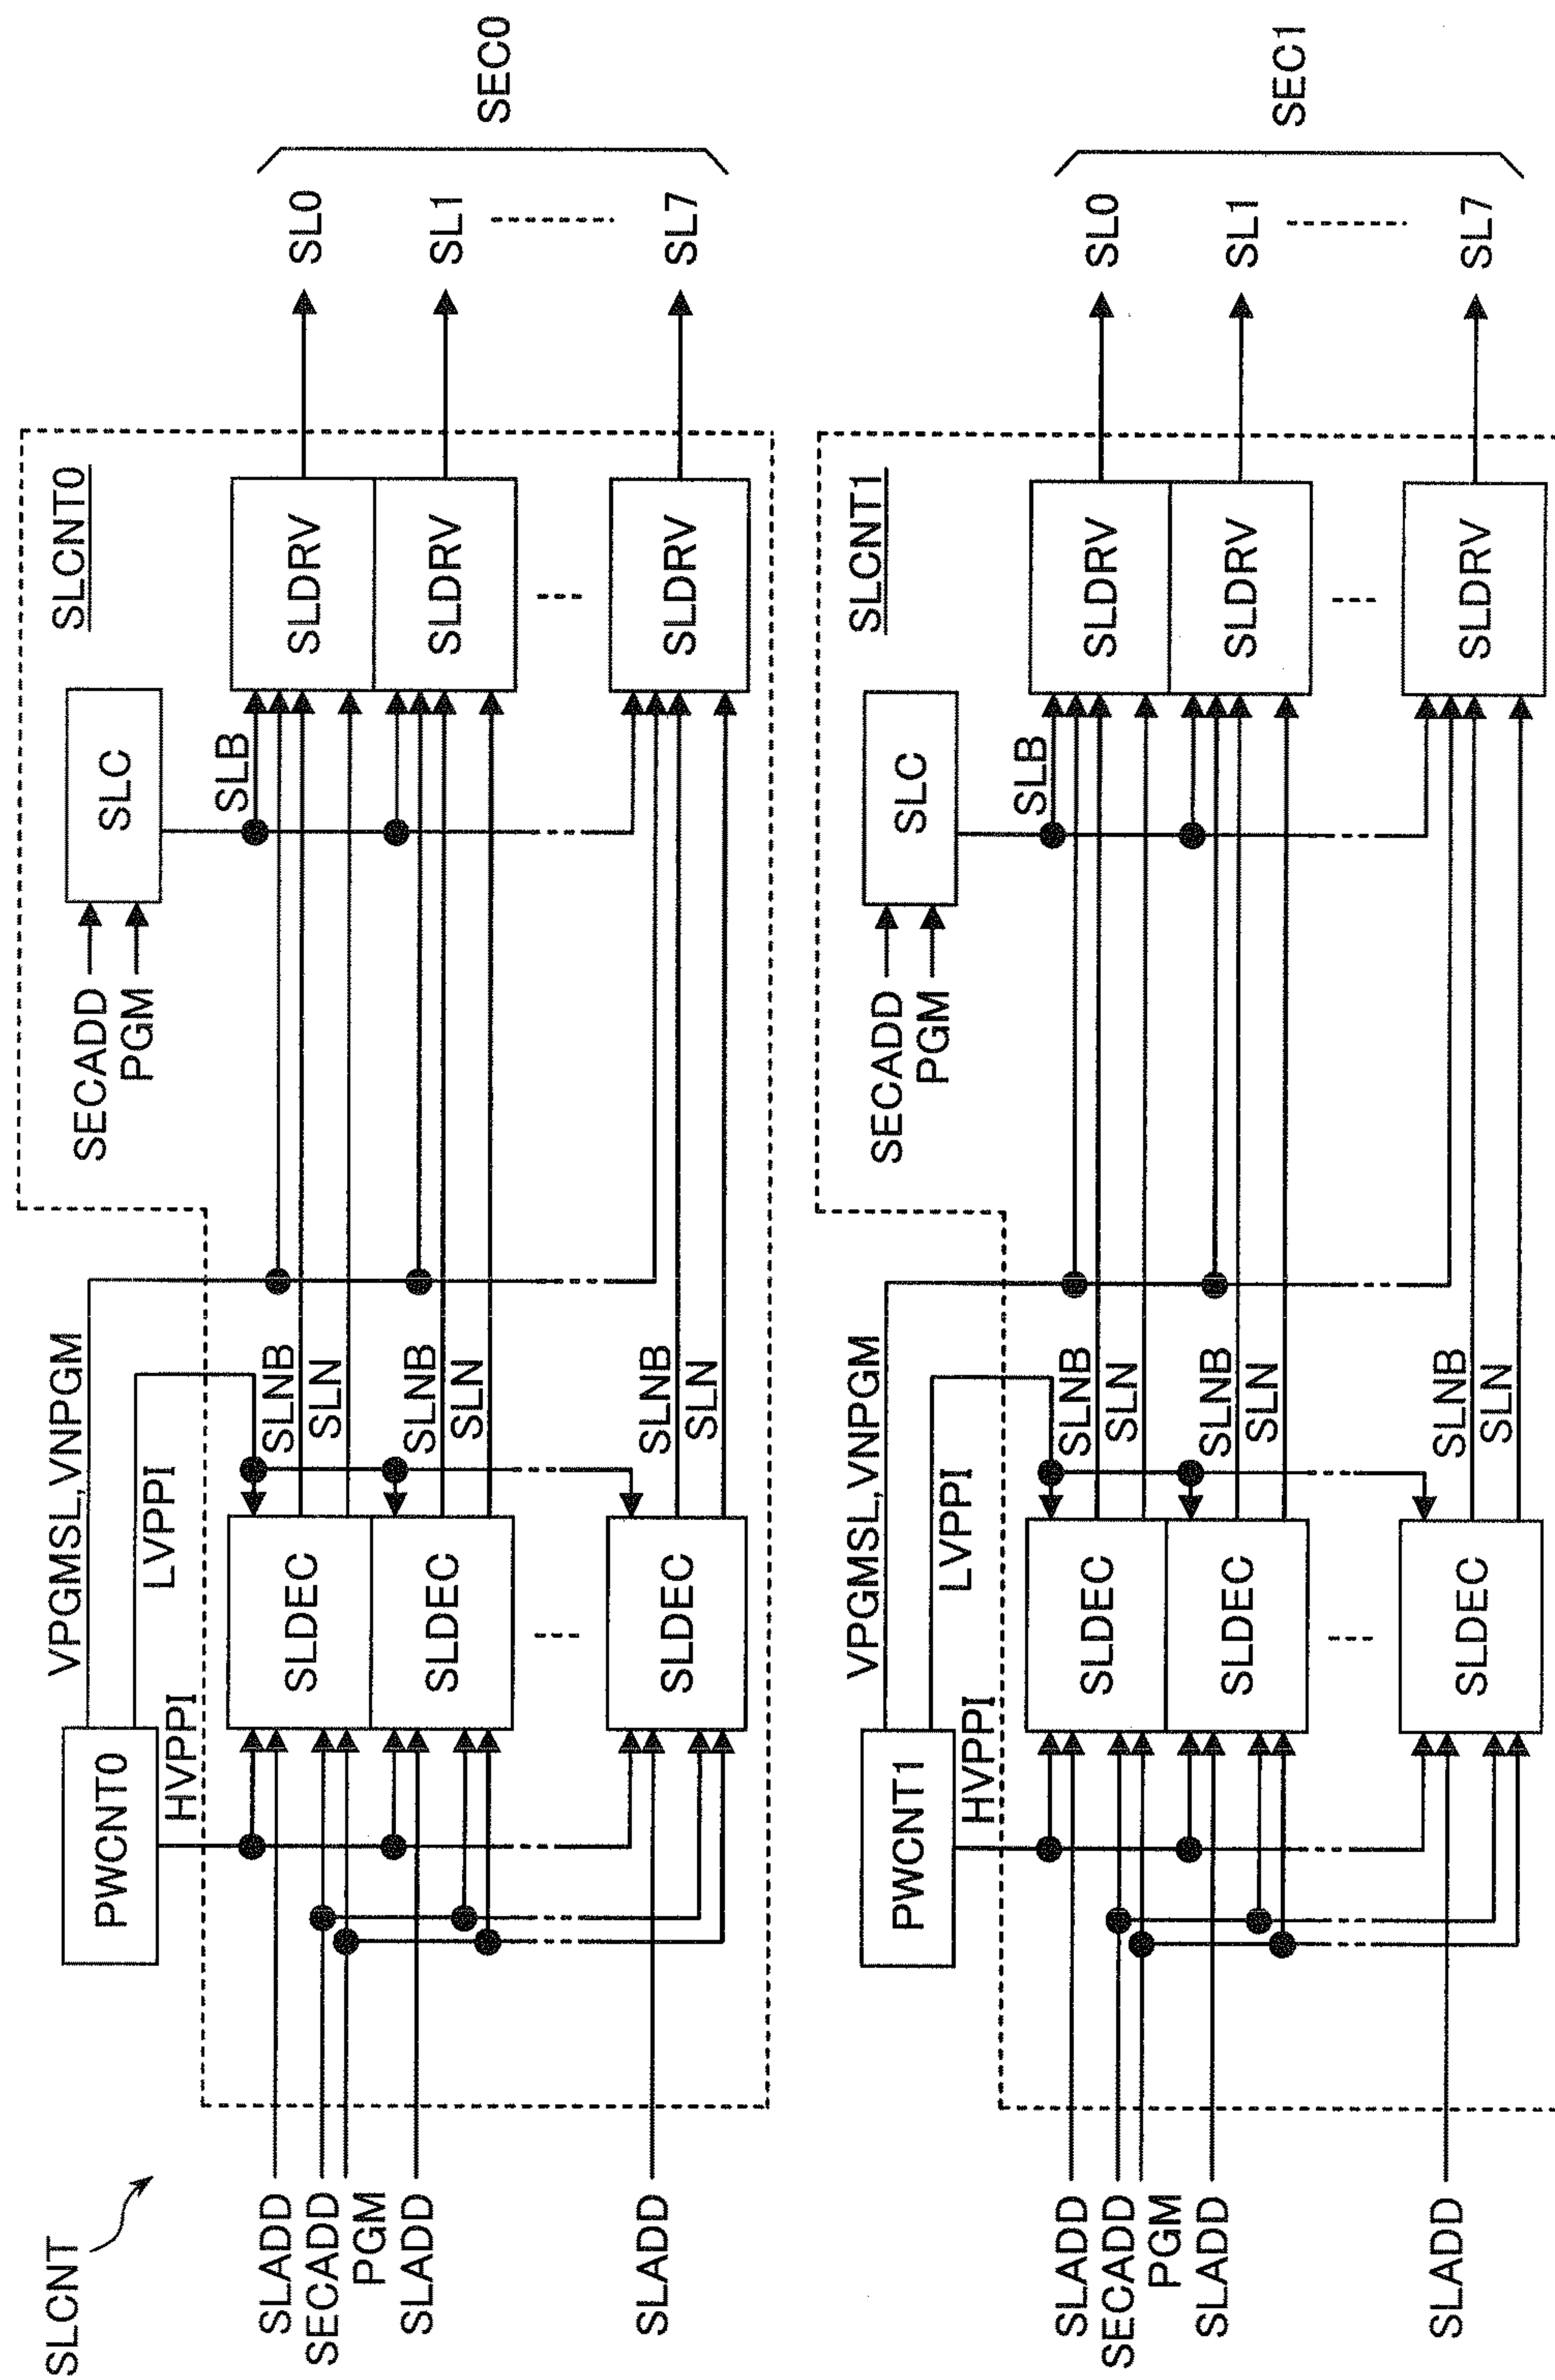 SLCNT
PWCNT0
VPGMSL,VNPGM
LVPPI
HVPPI
SLCNT0
SECADD
PGM
SLC
SLB
SLADD
SECADD
PGM
SLADD
SLADD
SLDEC
SLDEC
SLDEC
SLNB
SLN
SLNB
SLN
SLNB
SLN
SLDRV
SLDRV
SLDRV
SL0
SL1
SL7
SEC0
PWCNT1
VPGMSL,VNPGM
LVPPI
HVPPI
SLCNT1
SECADD
PGM
SLC
SLB
SLADD
SECADD
PGM
SLADD
SLADD
SLDEC
SLDEC
SLDEC
SLNB
SLN
SLNB
SLN
SLNB
SLN
SLDRV
SLDRV
SLDRV
SL0
SL1
SL7
SEC1